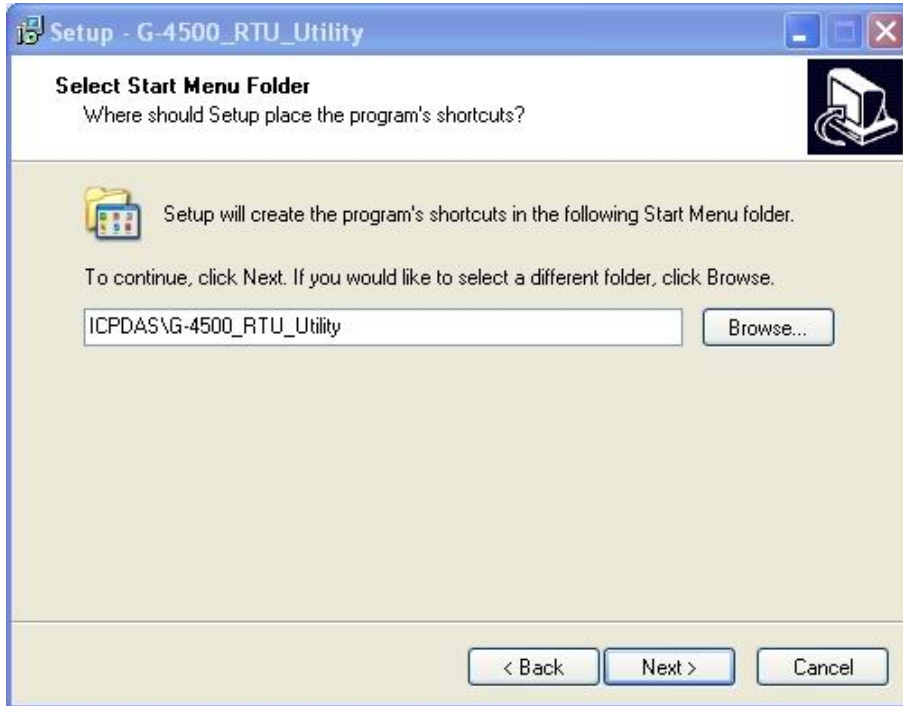 Setup - G-4500_RTU_Utility
Select Start Menu Folder
Where should Setup place the program's shortcuts?
Setup will create the program's shortcuts in the following Start Menu folder.
To continue, click Next. If you would like to select a different folder, click Browse.
ICPDAS\G-4500_RTU_Utility
Browse...
< Back
Next >
Cancel